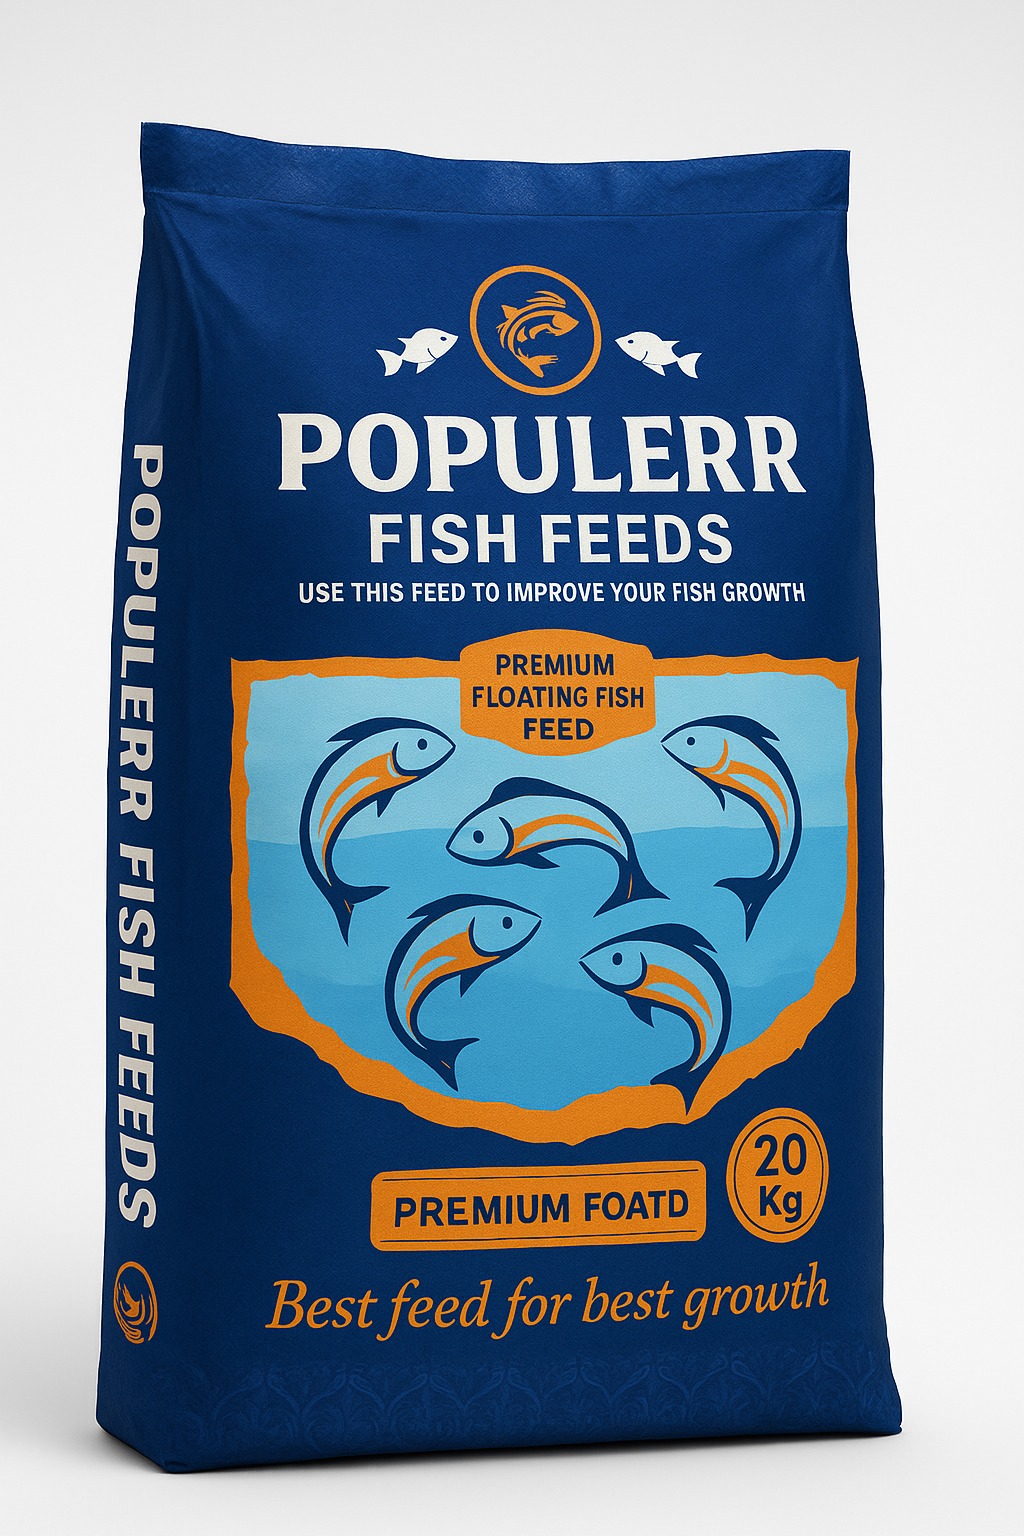 POPULERR
FISH FEEDS
USE THIS FEED TO IMPROVE YOUR FISH GROWTH
PREMIUM
FLOATING FISH
FEED
PREMIUM FOATD
20
Kg
Best feed for best growth
POPULERR FISH FEEDS